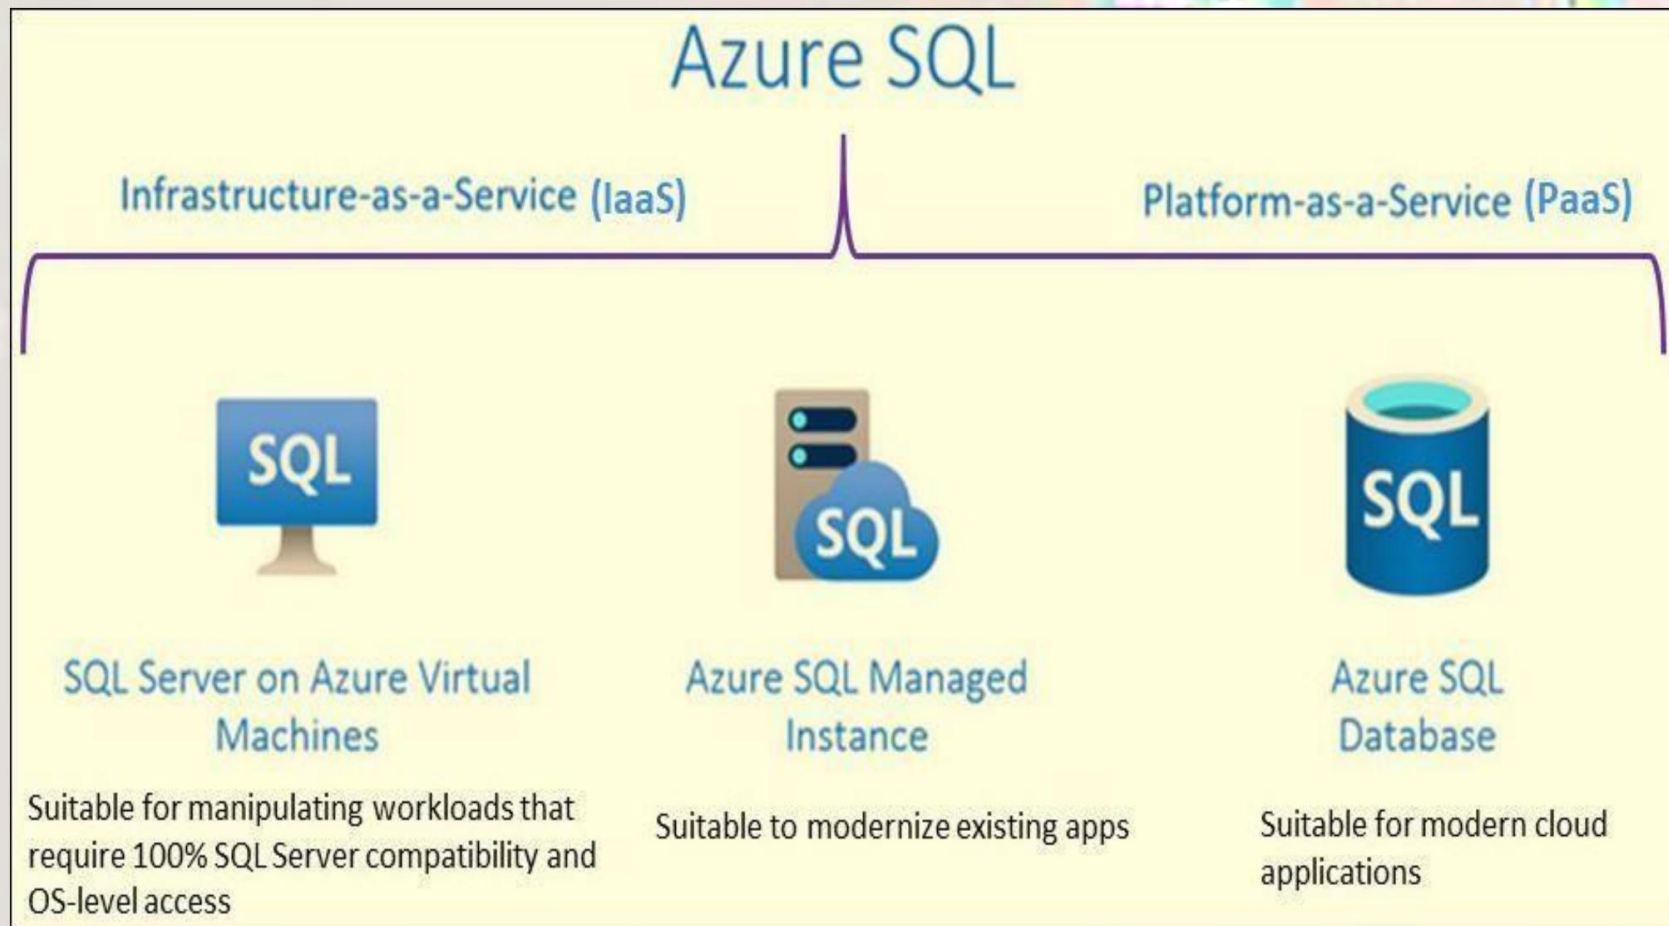 Azure SQL
Infrastructure-as-a-Service (IaaS)
Platform-as-a-Service (PaaS)
SQL
SQL
SQL
SQL Server on Azure Virtual
Machines
Azure SQL Managed
Instance
Azure SQL
Database
Suitable for manipulating workloads that
require 100% SQL Server compatibility and
OS-level access
Suitable to modernize existing apps
Suitable for modern cloud
applications